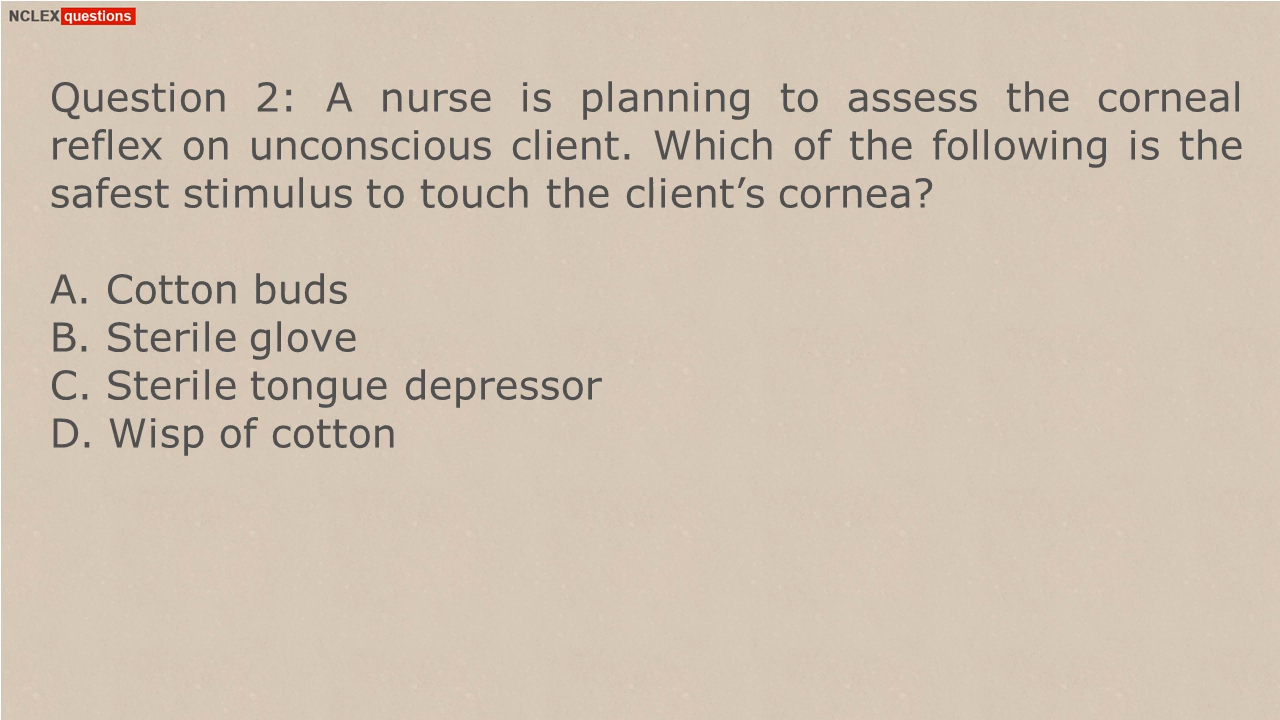 NCLEX questions
Question 2: A nurse is planning to assess the corneal
reflex on unconscious client. Which of the following is the
safest stimulus to touch the client’s cornea?
A. Cotton buds
B. Sterile glove
C. Sterile tongue depressor
D. Wisp of cotton